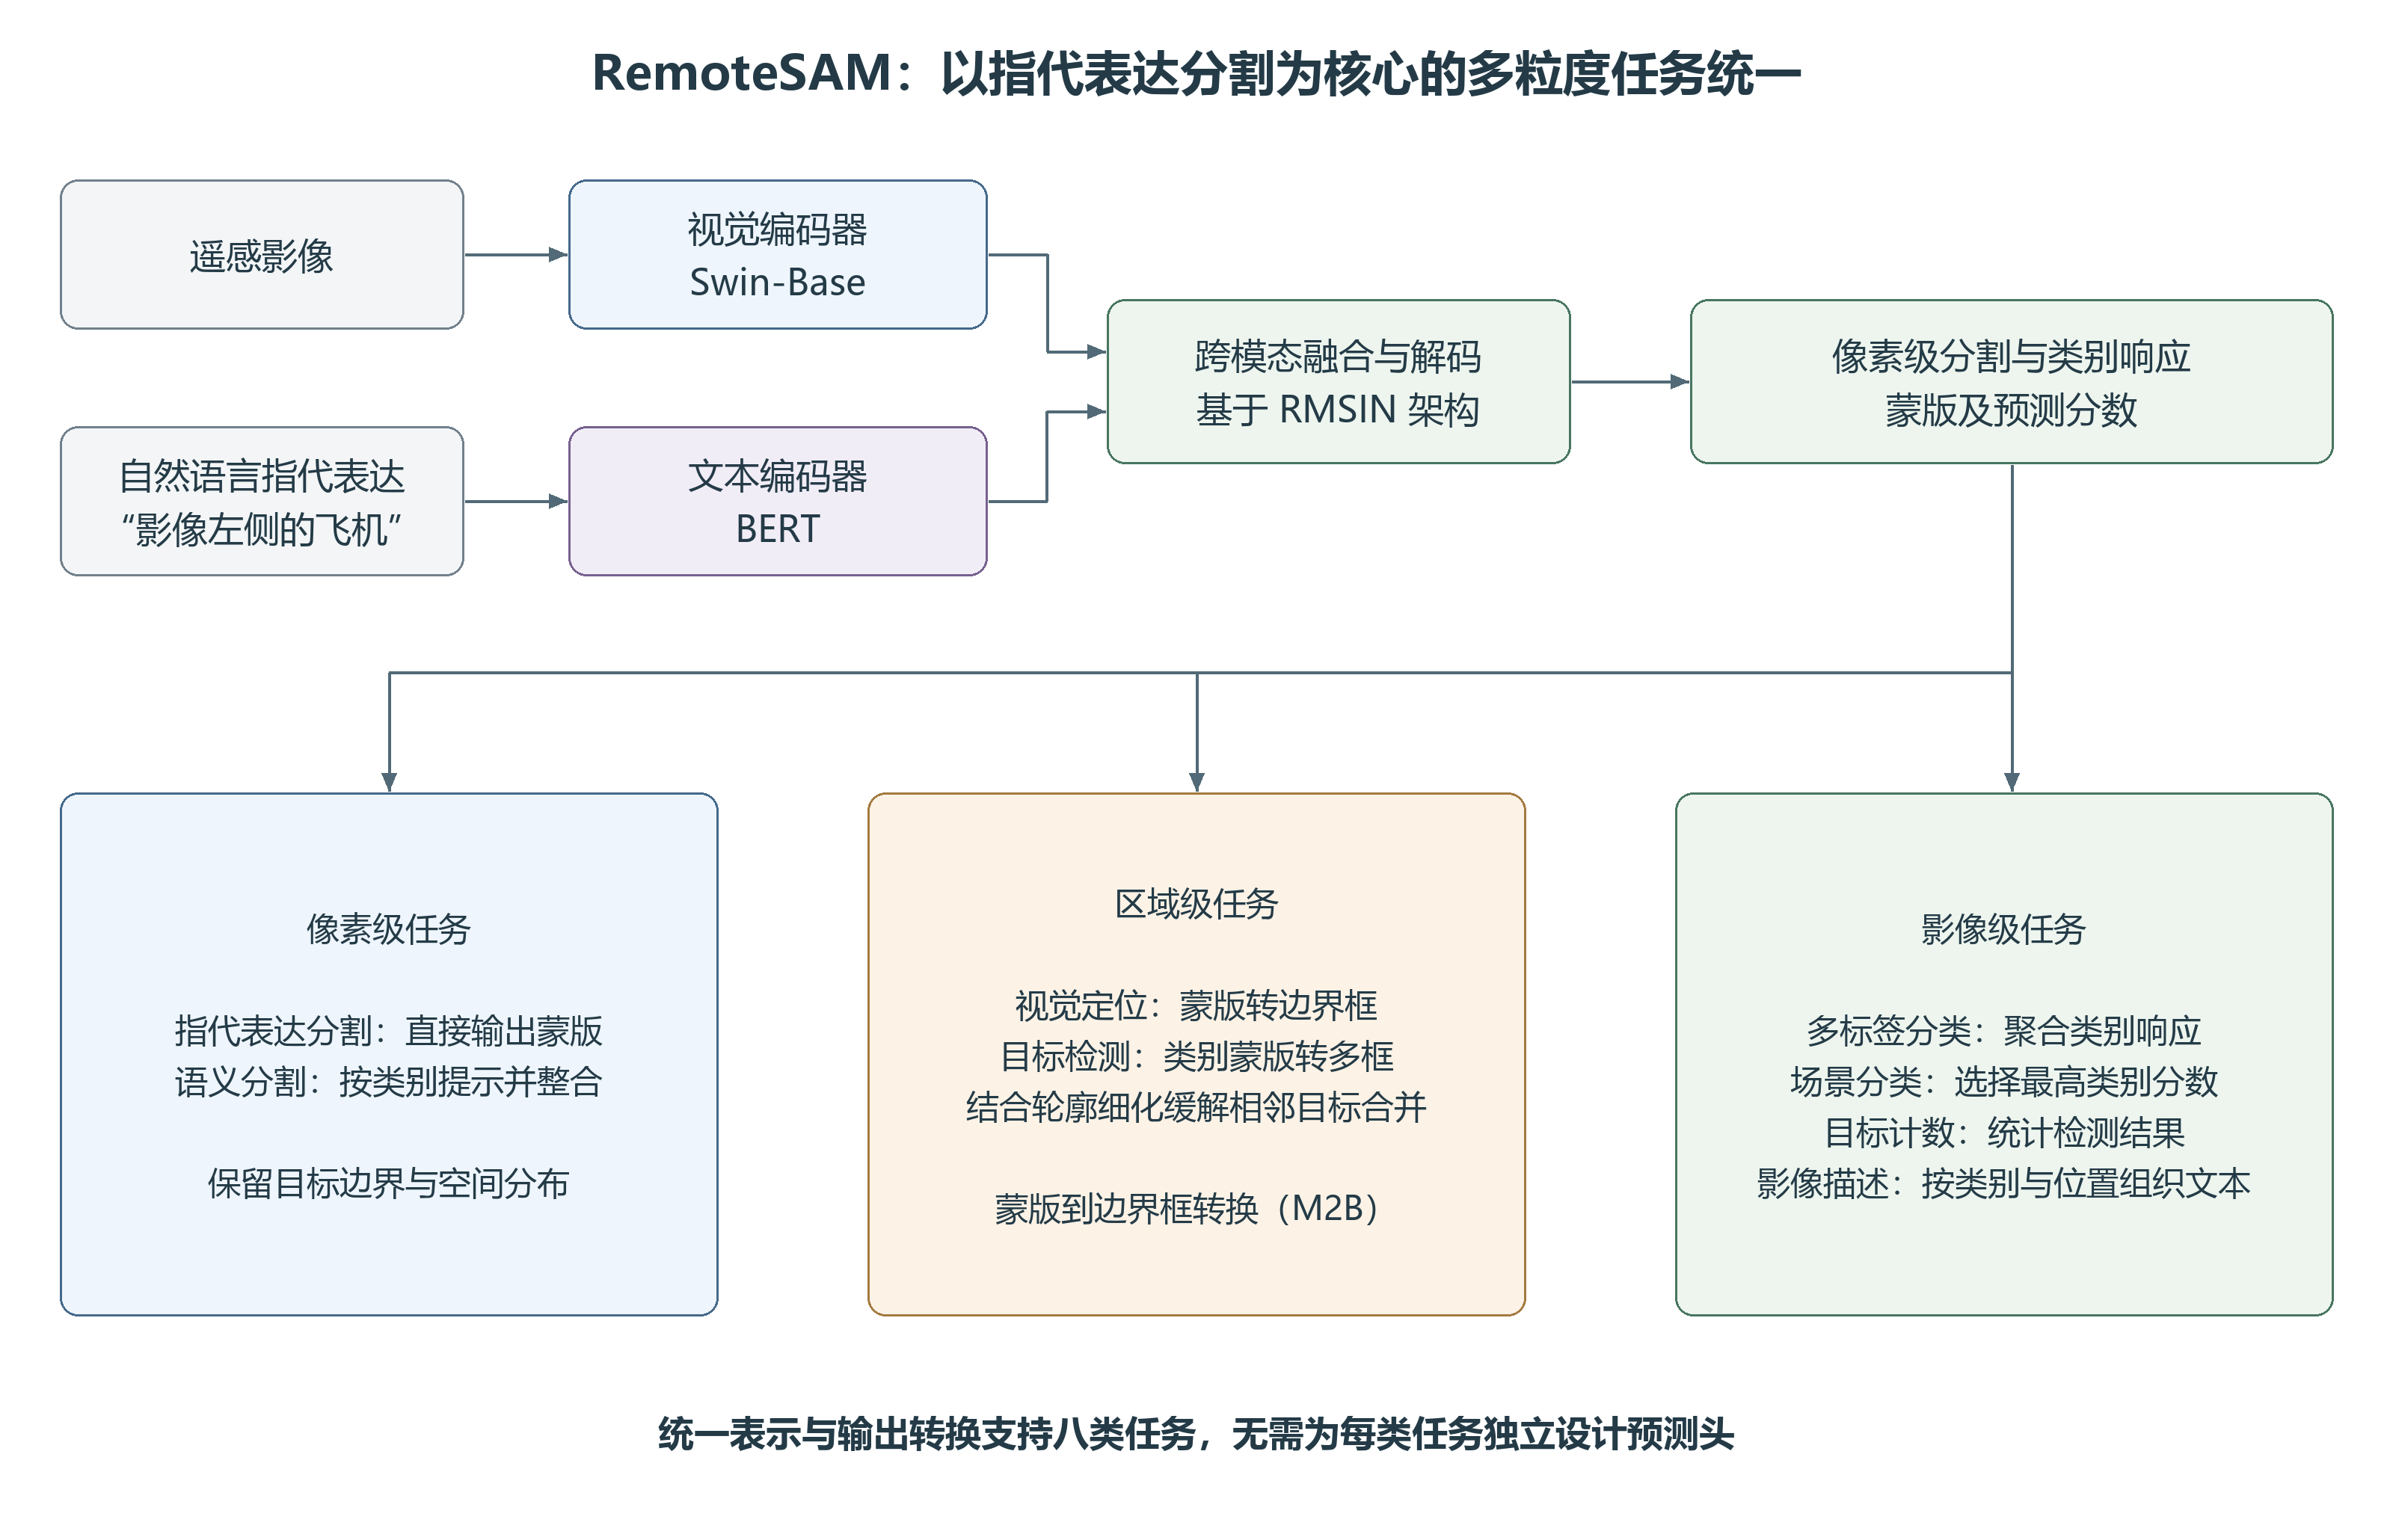 RemoteSAM：以指代表达分割为核心的多粒度任务统一
遥感影像
视觉编码器
Swin-Base
自然语言指代表达
“影像左侧的飞机”
文本编码器
BERT
跨模态融合与解码
基于 RMSIN 架构
像素级分割与类别响应
蒙版及预测分数
像素级任务
指代表达分割：直接输出蒙版
语义分割：按类别提示并整合
保留目标边界与空间分布
区域级任务
视觉定位：蒙版转边界框
目标检测：类别蒙版转多框
结合轮廓细化缓解相邻目标合并
蒙版到边界框转换（M2B）
影像级任务
多标签分类：聚合类别响应
场景分类：选择最高类别分数
目标计数：统计检测结果
影像描述：按类别与位置组织文本
统一表示与输出转换支持八类任务，无需为每类任务独立设计预测头